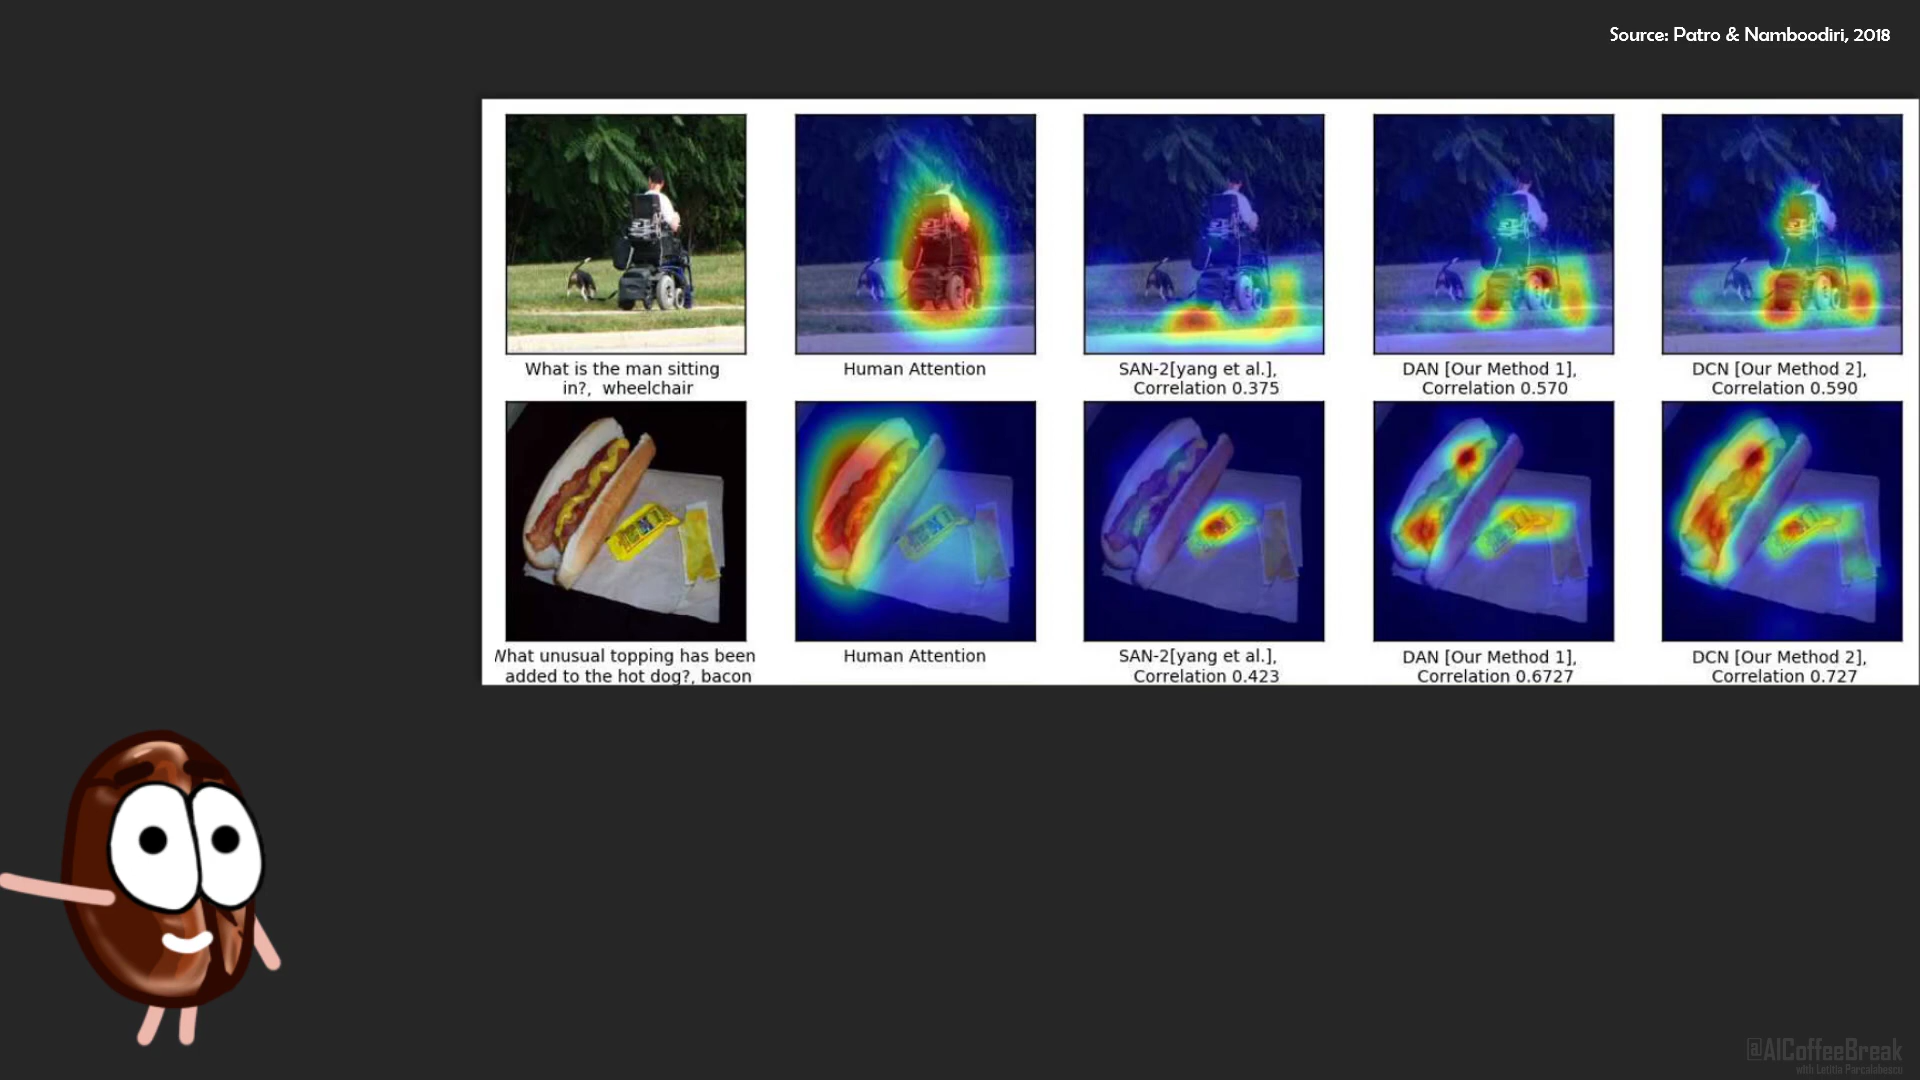 Source: Patro & Namboodiri, 2018
What is the man sitting
in?, wheelchair
Human Attention
SAN-2[yang et al.],
Correlation 0.375
DAN [Our Method 1],
Correlation 0.570
DCN [Our Method 2],
Correlation 0.590
What unusual topping has been
added to the hot dog?, bacon
Human Attention
SAN-2[yang et al.],
Correlation 0.423
DAN [Our Method 1],
Correlation 0.6727
DCN [Our Method 2],
Correlation 0.727
@AICoffeeBreak
with Letitia Parcalabescu